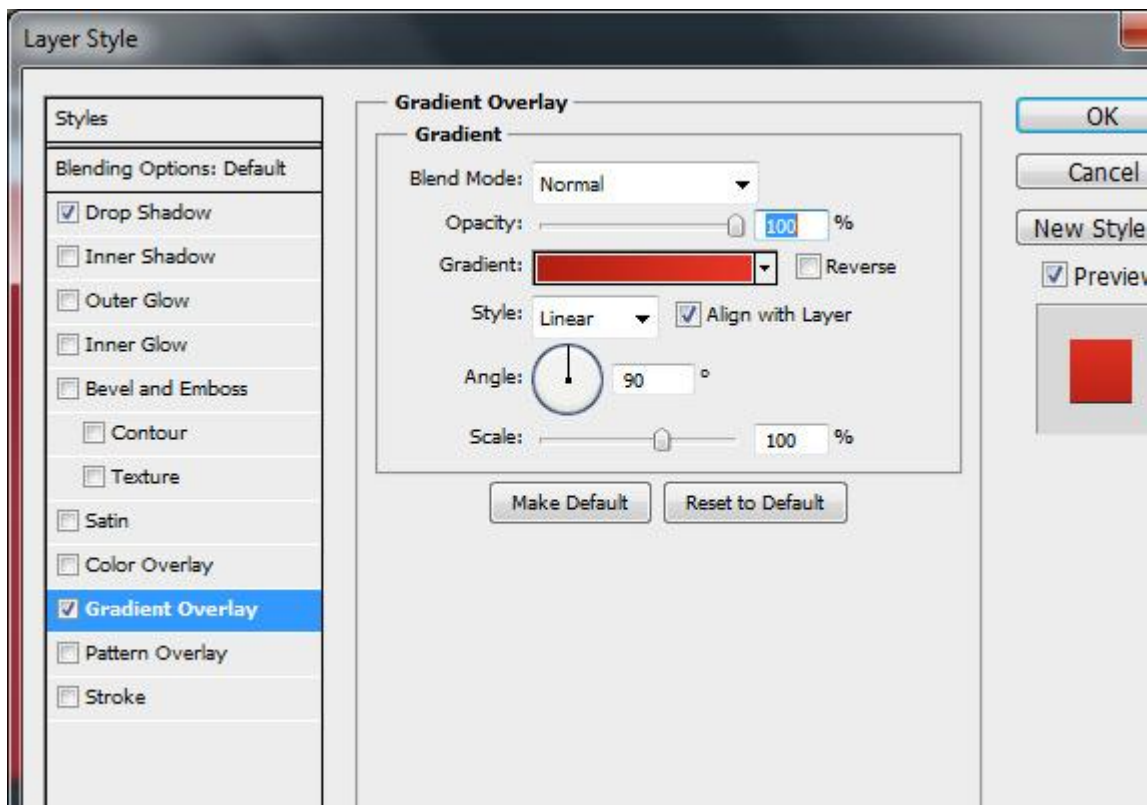 Layer Style
Styles
Blending Options: Default
Drop Shadow
Inner Shadow
Outer Glow
Inner Glow
Bevel and Emboss
Contour
Texture
Satin
Color Overlay
Gradient Overlay
Pattern Overlay
Stroke
Gradient Overlay
Gradient
Blend Mode: Normal
Opacity: 100 %
Gradient: Reverse
Style: Linear Align with Layer
Angle: 90 °
Scale: 100 %
Make Default Reset to Default
OK
Cancel
New Style
Preview